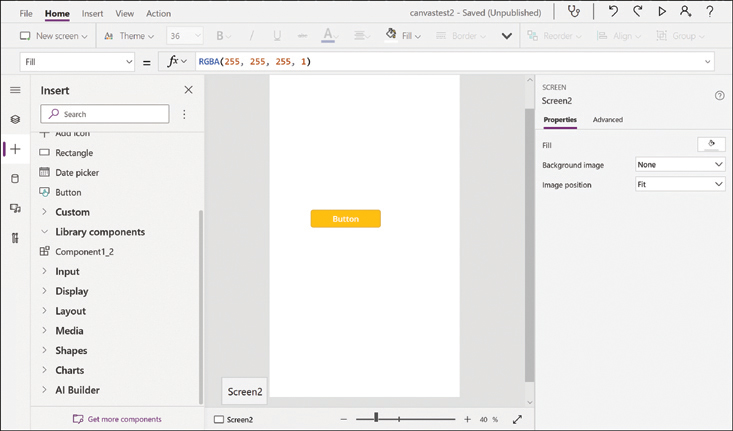 File Home Insert View Action canvastest2 - Saved (Unpublished)
New screen Theme 36 B I U abc A Fill Border Reorder Align Group
Fill = fx RGBA(255, 255, 255, 1)
Insert
Search
Add icon
Rectangle
Date picker
Button
Custom
Library components
Component1_2
Input
Display
Layout
Media
Shapes
Charts
AI Builder
Get more components
Button
Screen2
Screen2 − + 40 %
SCREEN
Screen2
Properties Advanced
Fill
Background image None
Image position Fit